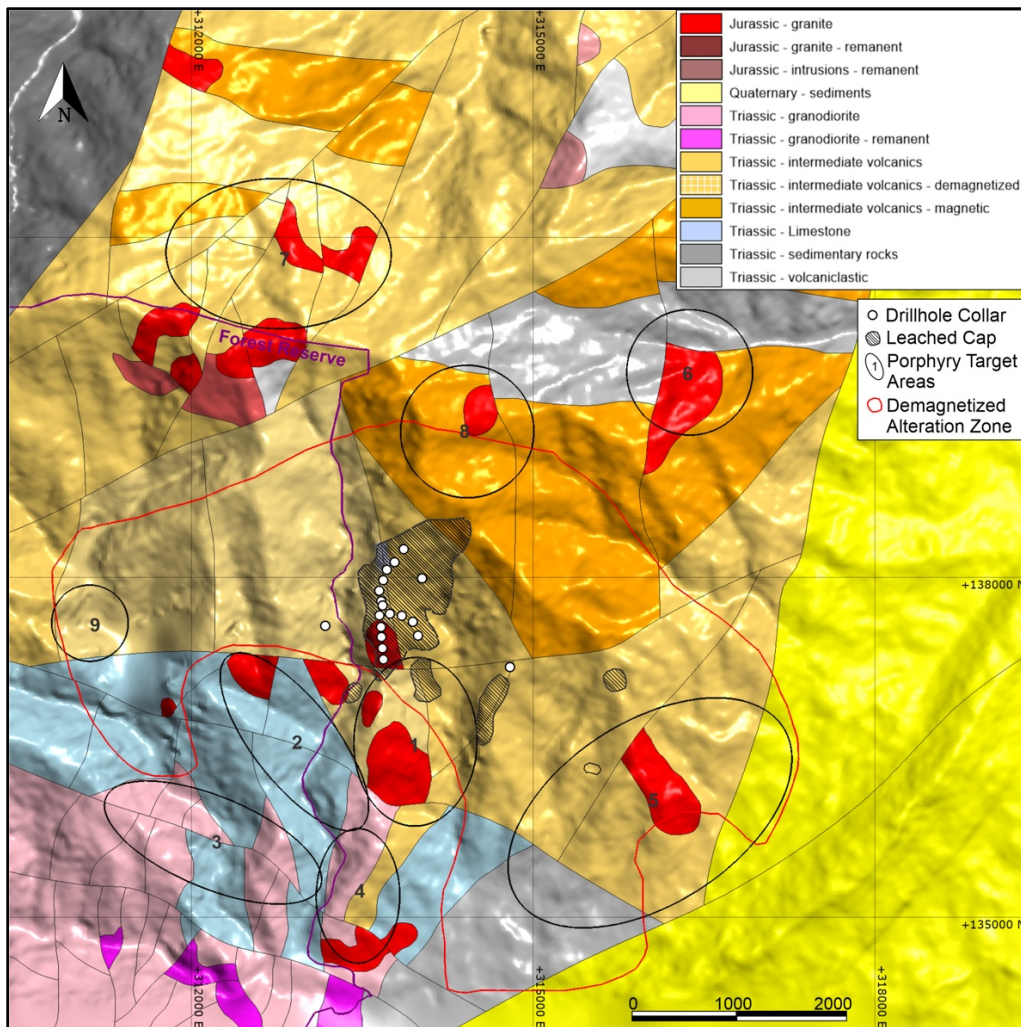 +312000 E
+315000 E
Jurassic - granite
Jurassic - granite - remanent
Jurassic - intrusions - remanent
Quaternary - sediments
Triassic - granodiorite
Triassic - granodiorite - remanent
Triassic - intermediate volcanics
Triassic - intermediate volcanics - demagnetized
Triassic - intermediate volcanics - magnetic
Triassic - Limestone
Triassic - sedimentary rocks
Triassic - volcaniclastic
N
7
Drillhole Collar
Leached Cap
1 Porphyry Target
Areas
Demagnetized
Alteration Zone
Forest Reserve
6
8
+138000 N
9
2
1
5
3
4
+135000 N
+312000 E
+315000 E
+318000 E
0 1000 2000